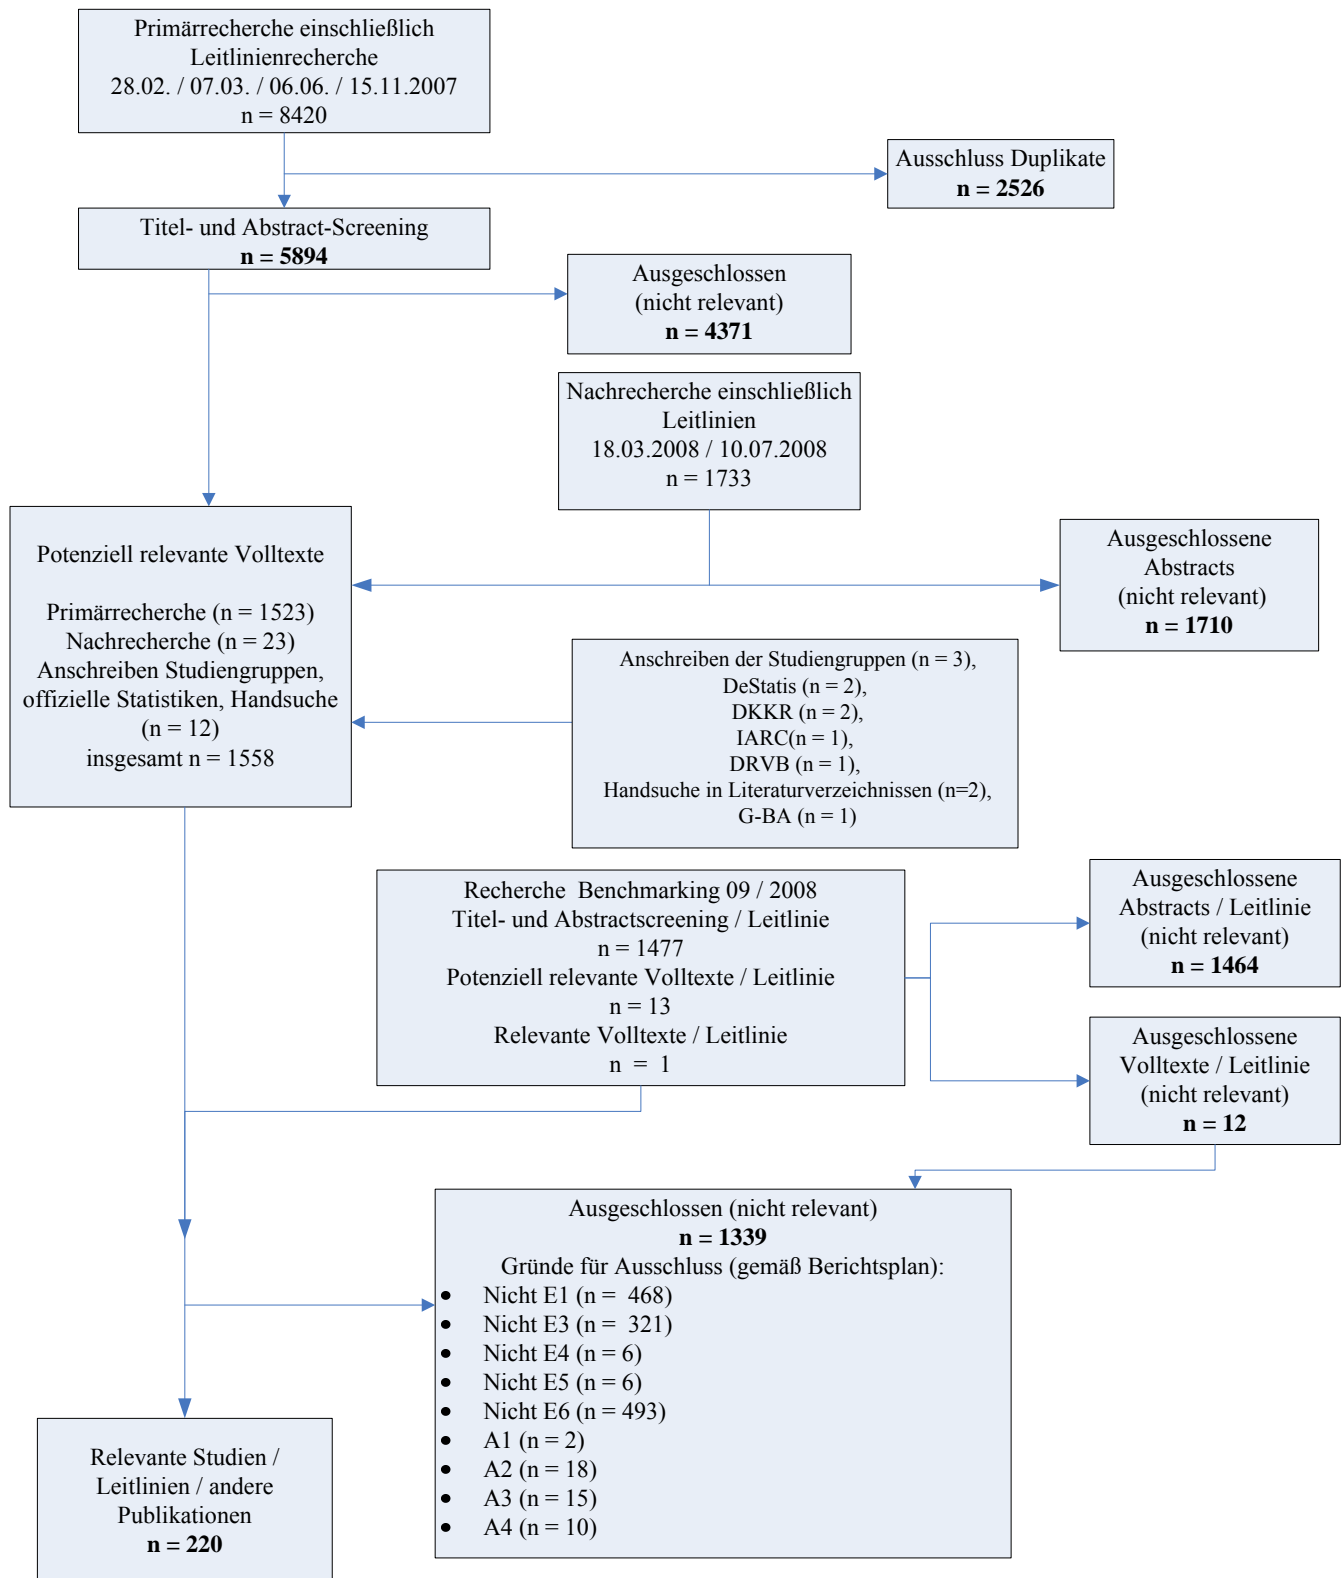 Primärrecherche einschließlich
Leitlinienrecherche
28.02. / 07.03. / 06.06. / 15.11.2007
n = 8420
Ausschluss Duplikate
n = 2526
Titel- und Abstract-Screening
n = 5894
Ausgeschlossen
(nicht relevant)
n = 4371
Nachrecherche einschließlich
Leitlinien
18.03.2008 / 10.07.2008
n = 1733
Potenziell relevante Volltexte
Primärrecherche (n = 1523)
Nachrecherche (n = 23)
Anschreiben Studiengruppen,
offizielle Statistiken, Handsuche
(n = 12)
insgesamt n = 1558
Ausgeschlossene
Abstracts
(nicht relevant)
n = 1710
Anschreiben der Studiengruppen (n = 3),
DeStatis (n = 2),
DKKR (n = 2),
IARC(n = 1),
DRVB (n = 1),
Handsuche in Literaturverzeichnissen (n=2),
G-BA (n = 1)
Recherche  Benchmarking 09 / 2008
Titel- und Abstractscreening / Leitlinie
n = 1477
Potenziell relevante Volltexte / Leitlinie
n = 13
Relevante Volltexte / Leitlinie
n  =  1
Ausgeschlossene
Abstracts / Leitlinie
(nicht relevant)
n = 1464
Ausgeschlossene
Volltexte / Leitlinie
(nicht relevant)
n = 12
Ausgeschlossen (nicht relevant)
n = 1339
Gründe für Ausschluss (gemäß Berichtsplan):
• Nicht E1 (n =  468)
• Nicht E3 (n =  321)
• Nicht E4 (n = 6)
• Nicht E5 (n = 6)
• Nicht E6 (n = 493)
• A1 (n = 2)
• A2 (n = 18)
• A3 (n = 15)
• A4 (n = 10)
Relevante Studien /
Leitlinien / andere
Publikationen
n = 220